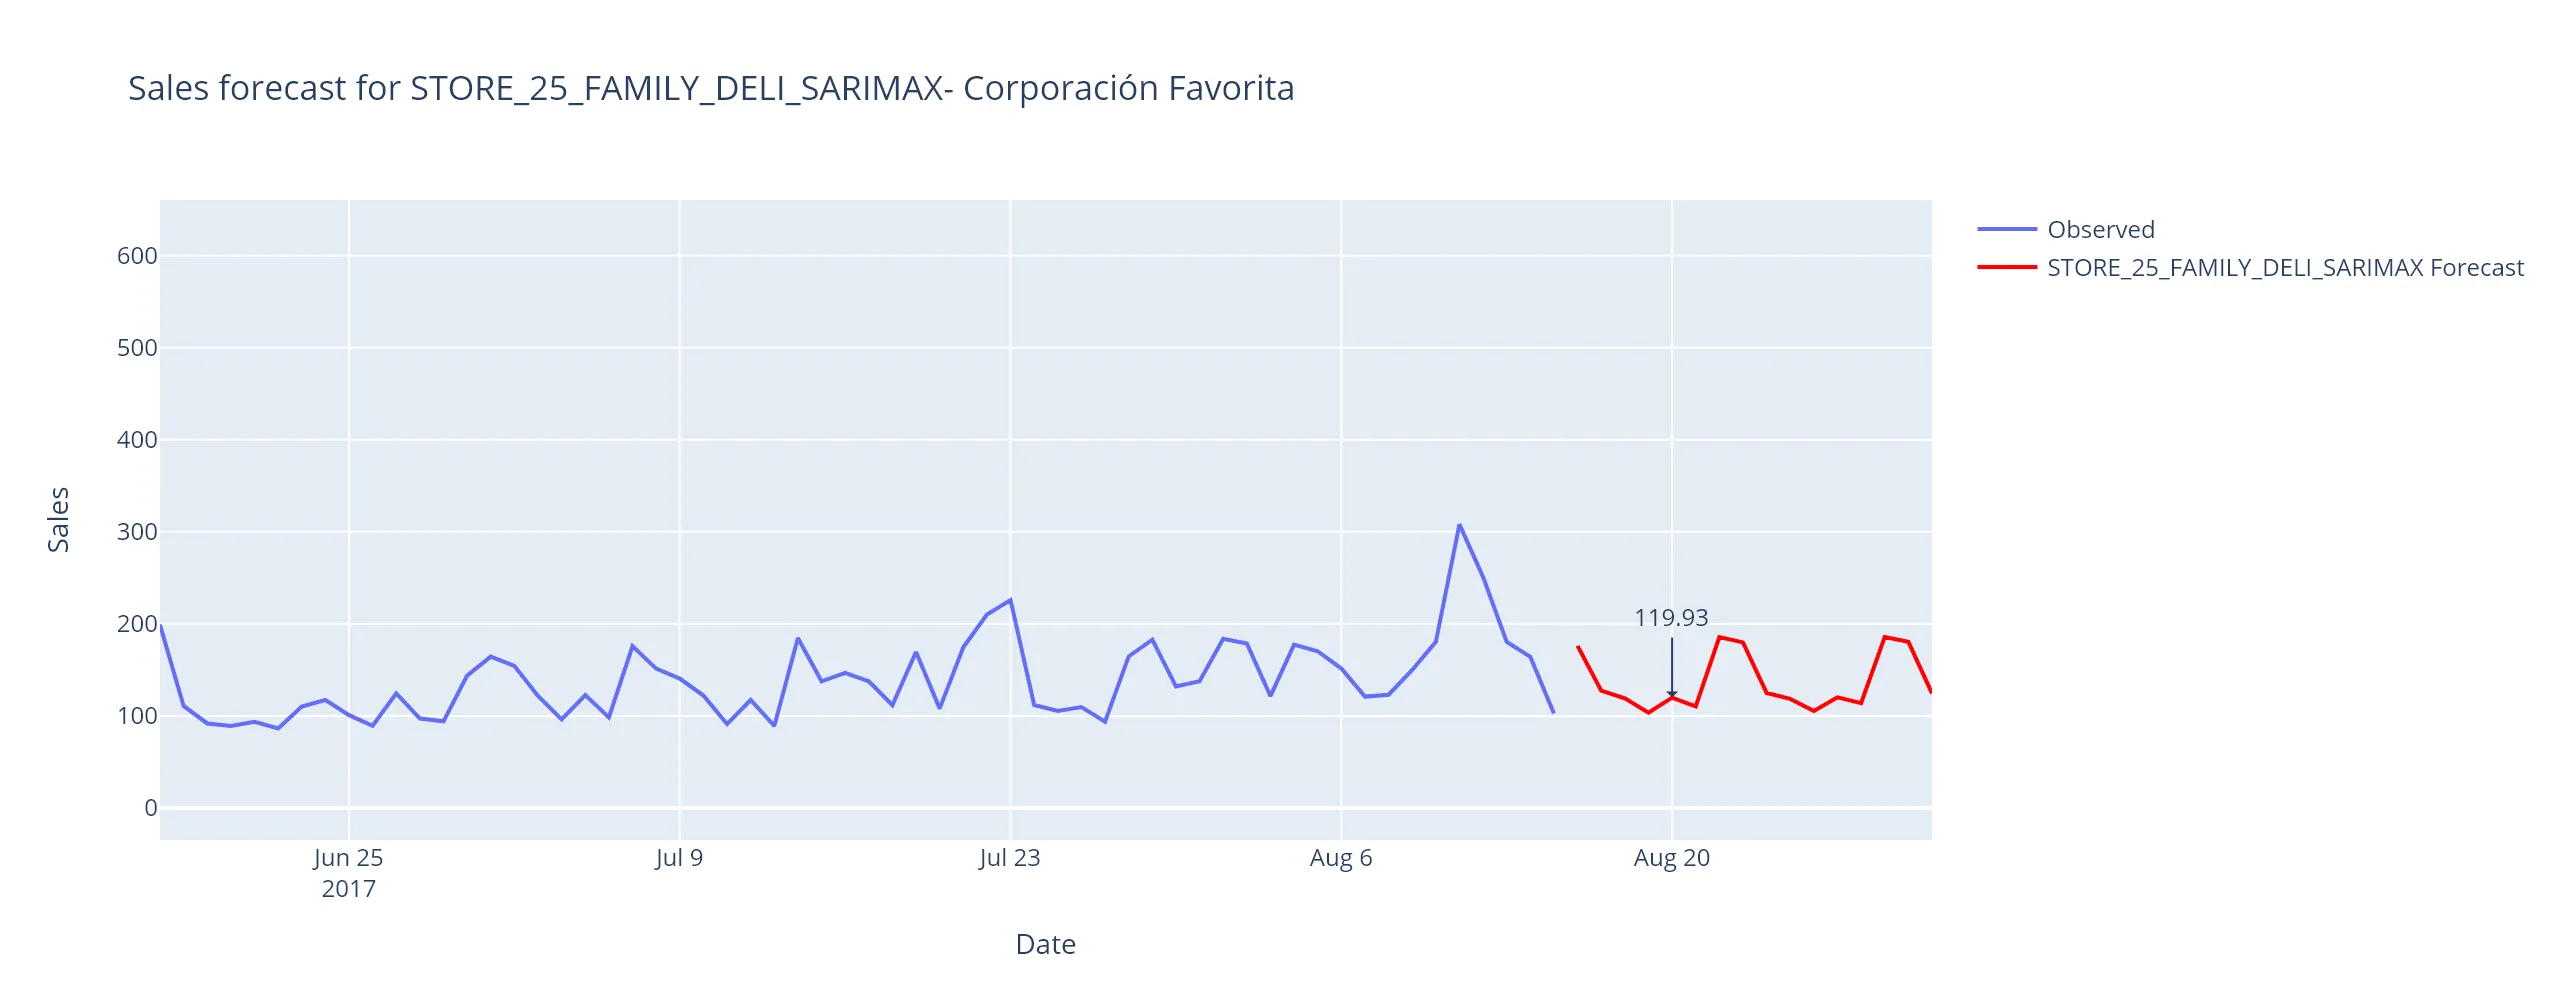 Sales forecast for STORE_25_FAMILY_DELI_SARIMAX- Corporación Favorita
Observed
STORE_25_FAMILY_DELI_SARIMAX Forecast
600
500
400
300
200
100
0
Sales
119.93
Jun 25
2017
Jul 9
Jul 23
Aug 6
Aug 20
Date